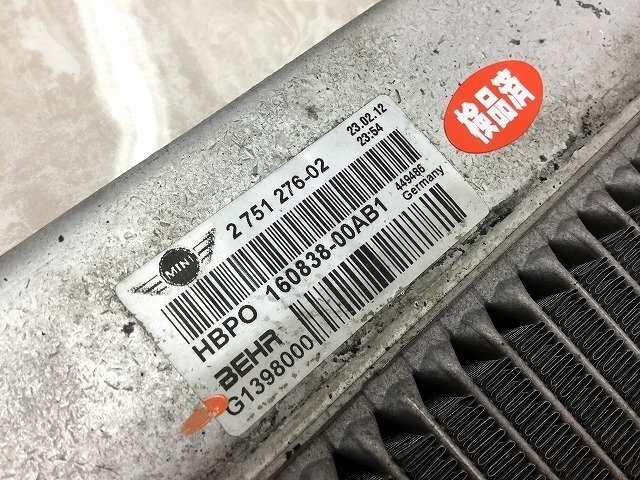 検品済
23.02.12
23:54
2 751 276-02
449486
Germany
MINI
HBPO 160838-00AB1
BEHR
G1398000